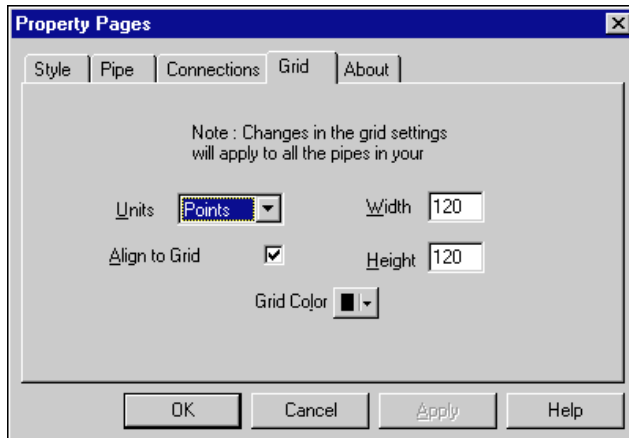 Property Pages
Style Pipe Connections Grid About
Note : Changes in the grid settings
will apply to all the pipes in your
Units Points Width 120
Align to Grid Height 120
Grid Color
OK Cancel Apply Help